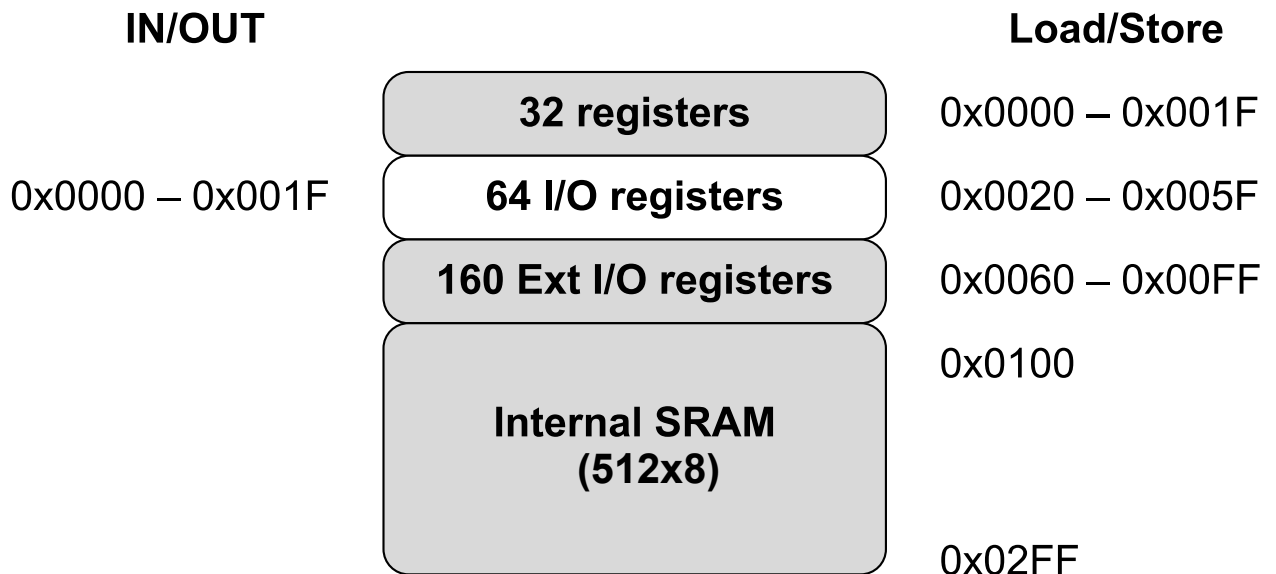 IN/OUT
Load/Store
32 registers
0x0000 – 0x001F
0x0000 – 0x001F
64 I/O registers
0x0020 – 0x005F
160 Ext I/O registers
0x0060 – 0x00FF
0x0100
Internal SRAM
(512x8)
0x02FF